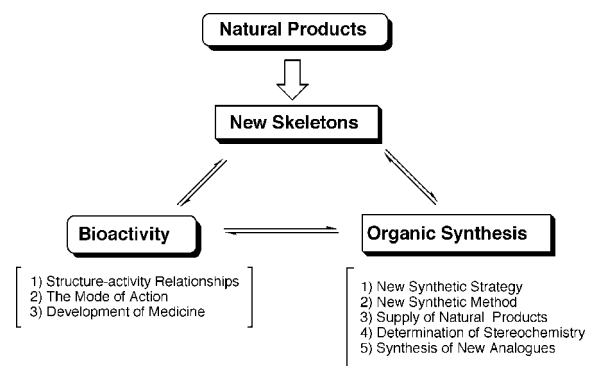 Natural Products
New Skeletons
Bioactivity
1) Structure-activity Relationships
2) The Mode of Action
3) Development of Medicine
Organic Synthesis
1) New Synthetic Strategy
2) New Synthetic Method
3) Supply of Natural Products
4) Determination of Stereochemistry
5) Synthesis of New Analogues